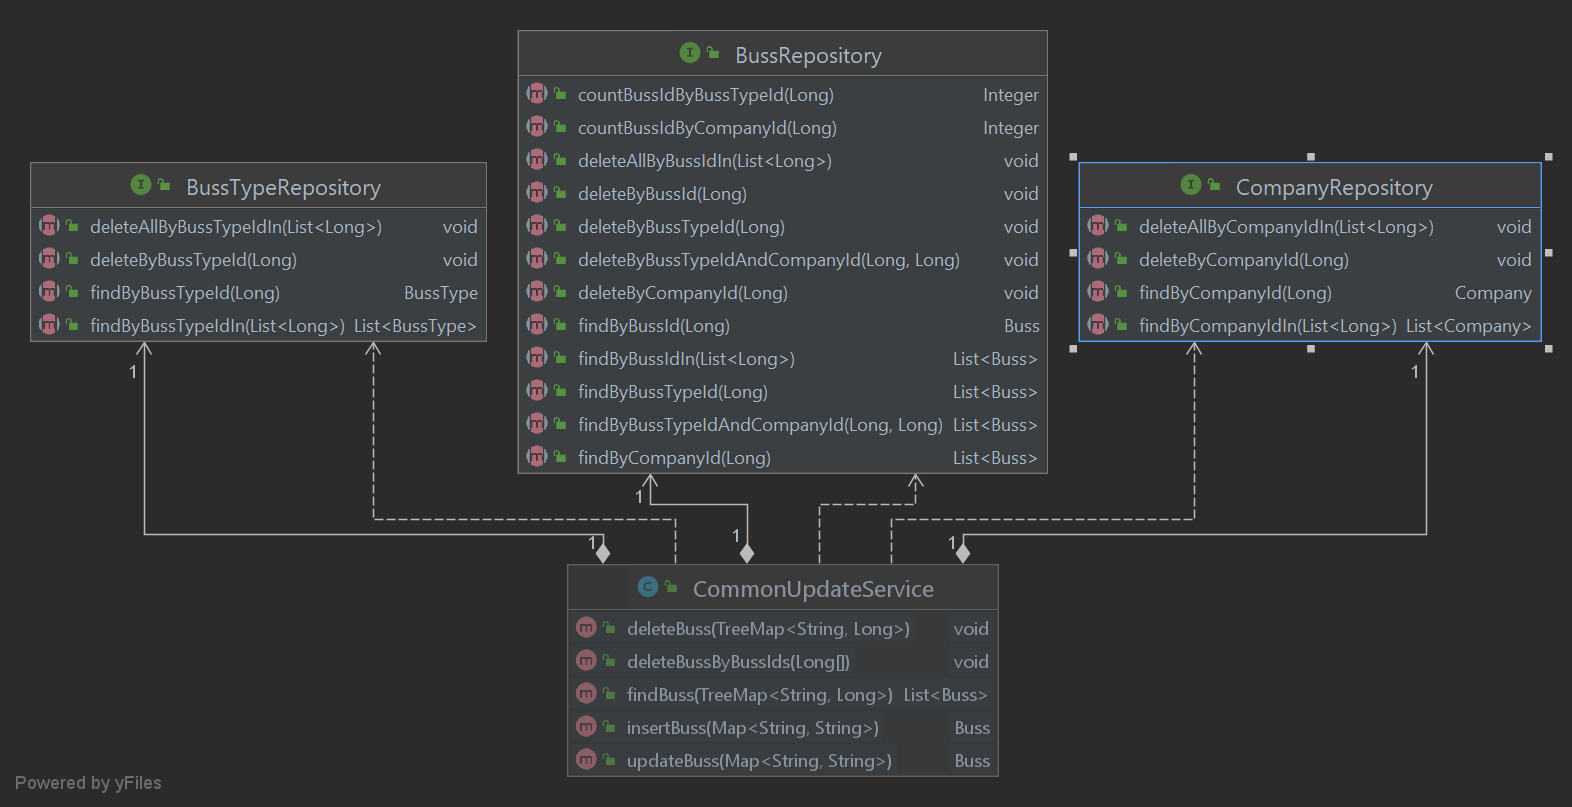 BussRepository
countBussIdByBussTypeId(Long) Integer
countBussIdByCompanyId(Long) Integer
deleteAllByBussIdIn(List<Long>) void
deleteByBussId(Long) void
deleteByBussTypeId(Long) void
deleteByBussTypeIdAndCompanyId(Long, Long) void
deleteByCompanyId(Long) void
findByBussId(Long) Buss
findByBussIdIn(List<Long>) List<Buss>
findByBussTypeId(Long) List<Buss>
findByBussTypeIdAndCompanyId(Long, Long) List<Buss>
findByCompanyId(Long) List<Buss>
BussTypeRepository
deleteAllByBussTypeIdIn(List<Long>) void
deleteByBussTypeId(Long) void
findByBussTypeId(Long) BussType
findByBussTypeIdIn(List<Long>) List<BussType>
CompanyRepository
deleteAllByCompanyIdIn(List<Long>) void
deleteByCompanyId(Long) void
findByCompanyId(Long) Company
findByCompanyIdIn(List<Long>) List<Company>
1
1
1
1
1
1
CommonUpdateService
deleteBuss(TreeMap<String, Long>) void
deleteBussByBussIds(Long[]) void
findBuss(TreeMap<String, Long>) List<Buss>
insertBuss(Map<String, String>) Buss
updateBuss(Map<String, String>) Buss
Powered by yFiles